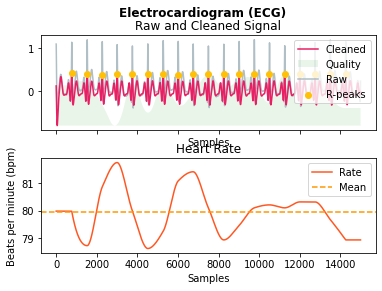 Electrocardiogram (ECG)
Raw and Cleaned Signal
1
0
Cleaned
Quality
Raw
R-peaks
Samples
Heart Rate
Beats per minute (bpm)
81
80
79
Rate
Mean
0 2000 4000 6000 8000 10000 12000 14000
Samples